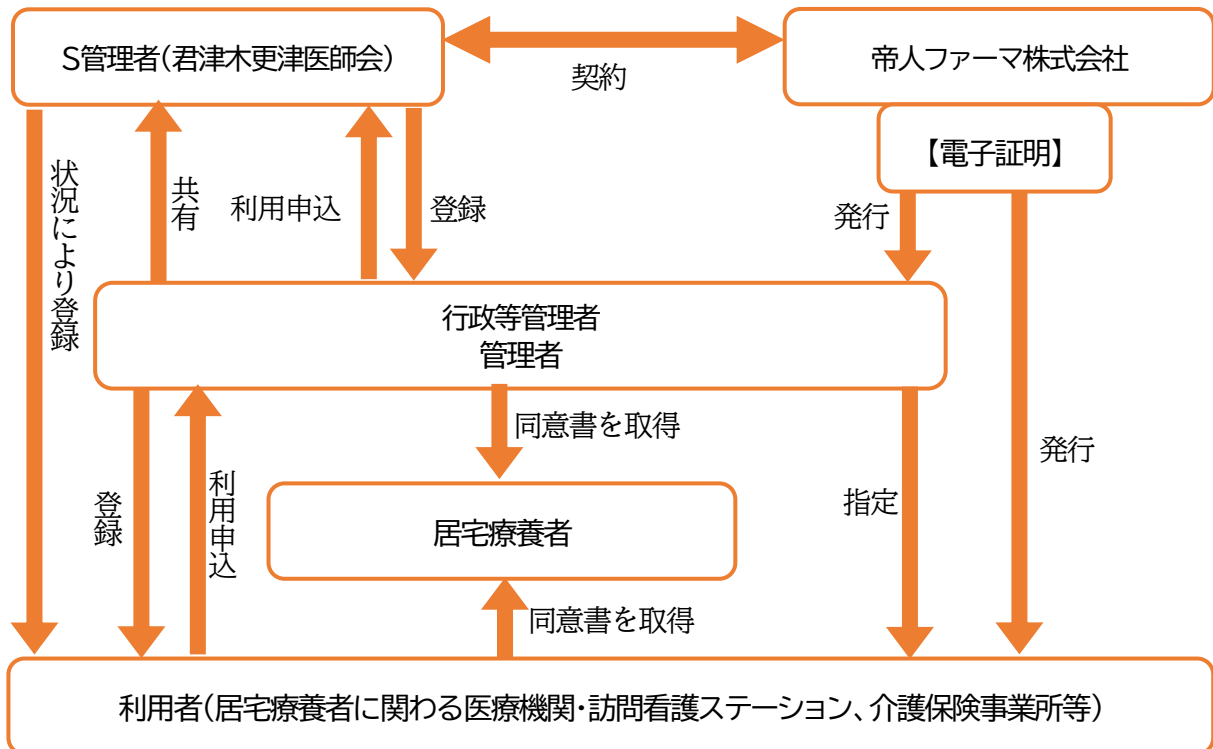 S管理者(君津木更津医師会)
契約
帝人ファーマ株式会社
【電子証明】
状況により登録
共有
利用申込
登録
発行
行政等管理者
管理者
同意書を取得
登録
利用申込
居宅療養者
指定
発行
同意書を取得
利用者(居宅療養者に関わる医療機関・訪問看護ステーション、介護保険事業所等)